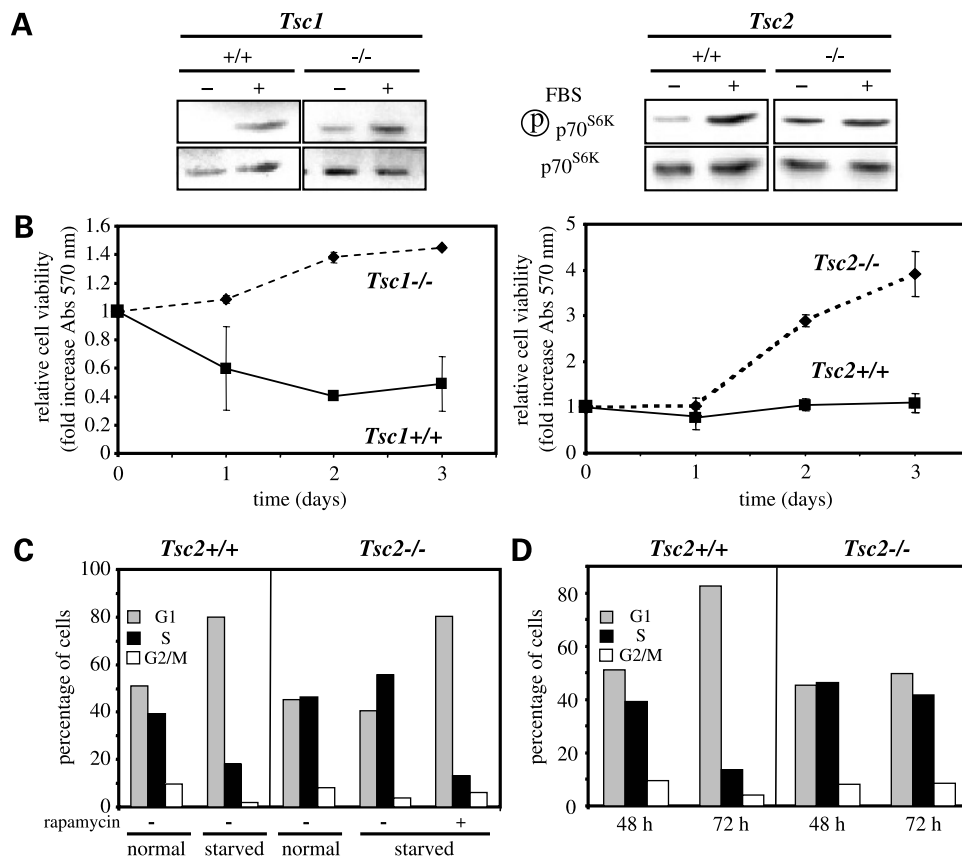 A
Tsc1
Tsc2
+/+ -/-
+/+ -/-
– + – +
– + – +
FBS
p p70S6K
p70S6K
B
relative cell viability
(fold increase Abs 570 nm)
1.6
1.4
1.2
1
0.8
0.6
0.4
0.2
0
Tsc1-/-
Tsc1+/+
0 1 2 3
time (days)
relative cell viability
(fold increase Abs 570 nm)
5
4
3
2
1
0
Tsc2-/-
Tsc2+/+
0 1 2 3
time (days)
C
Tsc2+/+ Tsc2-/-
percentage of cells
100
80
60
40
20
0
G1
S
G2/M
rapamycin - - - - +
normal starved normal starved
D
Tsc2+/+ Tsc2-/-
percentage of cells
80
60
40
20
0
G1
S
G2/M
48 h 72 h 48 h 72 h